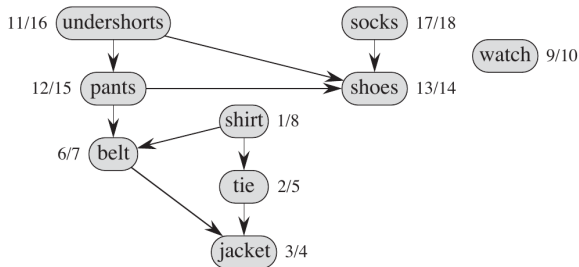 11/16 undershorts socks 17/18
watch 9/10
12/15 pants shoes 13/14
shirt 1/8
6/7 belt
tie 2/5
jacket 3/4